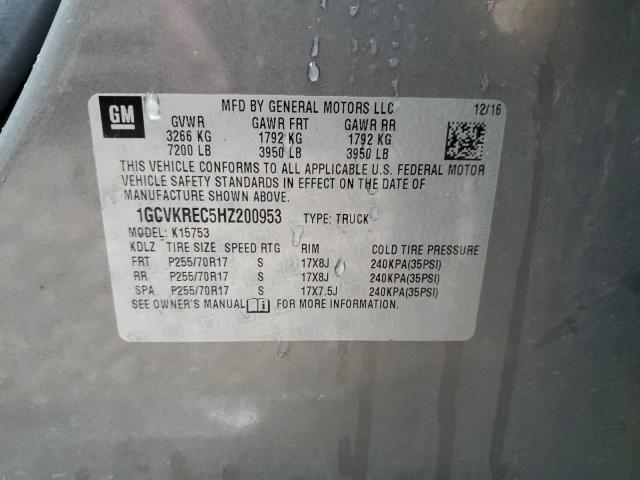 GM
MFD BY GENERAL MOTORS LLC 12/16
GVWR GAWR FRT GAWR RR
3266 KG 1792 KG 1792 KG
7200 LB 3950 LB 3950 LB
THIS VEHICLE CONFORMS TO ALL APPLICABLE U.S. FEDERAL MOTOR
VEHICLE SAFETY STANDARDS IN EFFECT ON THE DATE OF
MANUFACTURE SHOWN ABOVE.
1GCVKREC5HZ200953 TYPE: TRUCK
MODEL: K15753
KDLZ TIRE SIZE SPEED RTG RIM COLD TIRE PRESSURE
FRT P255/70R17 S 17X8J 240KPA(35PSI)
RR P255/70R17 S 17X8J 240KPA(35PSI)
SPA P255/70R17 S 17X7.5J 240KPA(35PSI)
SEE OWNER'S MANUAL FOR MORE INFORMATION.